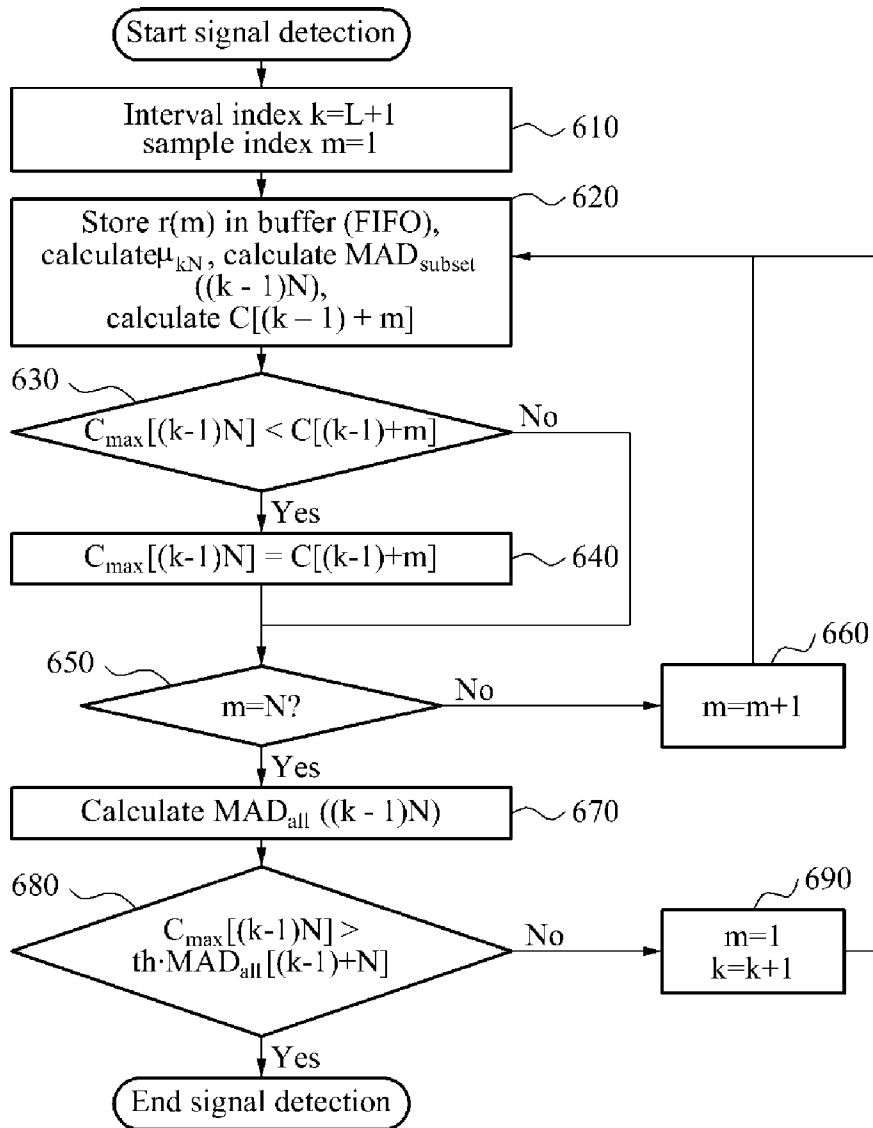 Start signal detection
Interval index k=L+1
sample index m=1
610
620
Store r(m) in buffer (FIFO),
calculateμkN, calculate MADsubset
((k - 1)N),
calculate C[(k – 1) + m]
630
Cmax[(k-1)N] < C[(k-1)+m]
No
Yes
Cmax[(k-1)N] = C[(k-1)+m]
640
650
m=N?
No
660
m=m+1
Yes
Calculate MADall ((k - 1)N)
670
680
Cmax[(k-1)N] >
th·MADall[(k-1)+N]
No
690
m=1
k=k+1
Yes
End signal detection